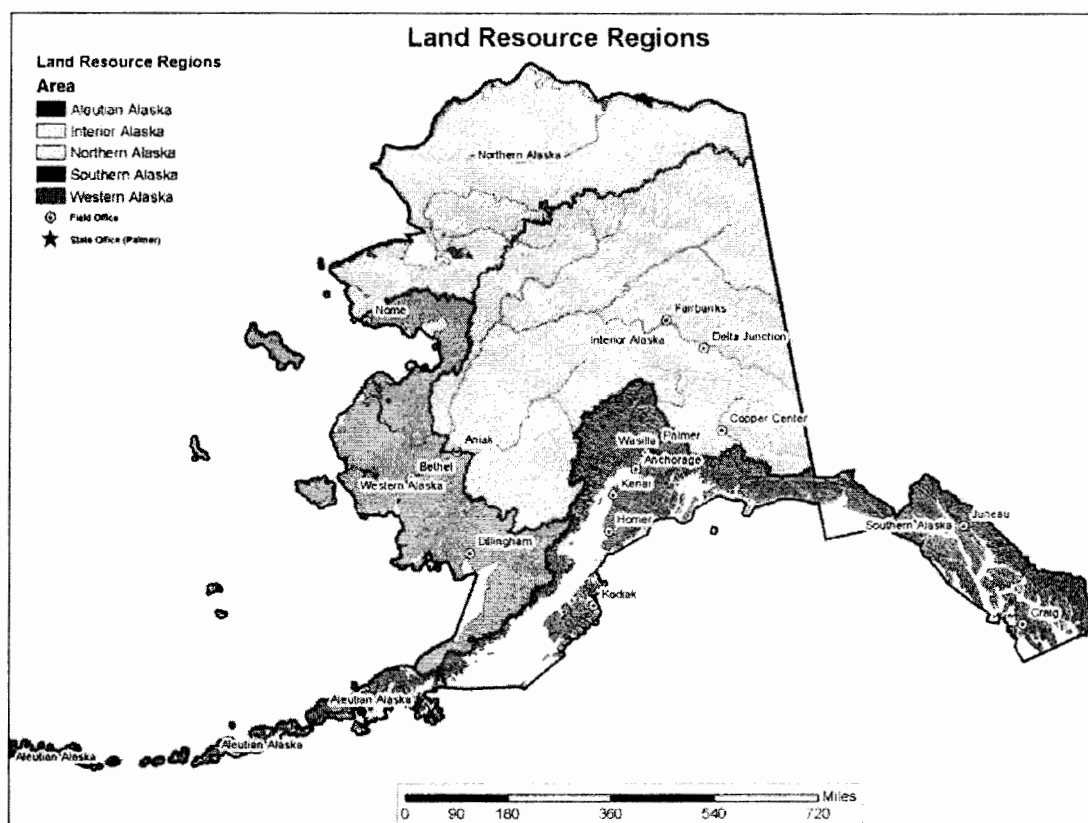 Land Resource Regions
Land Resource Regions
Area
Aleutian Alaska
Interior Alaska
Northern Alaska
Southern Alaska
Western Alaska
Field Office
State Office (Palmer)
Northern Alaska
Nome
Fairbanks
Interior Alaska
Delta Junction
Copper Center
Aniak
Wasilla
Palmer
Bethel
Anchorage
Western Alaska
Kenai
Juneau
Southern Alaska
Homer
Dillingham
Kodiak
Craig
Aleutian Alaska
Aleutian Alaska
Aleutian Alaska
Miles
0 90 180 360 540 720